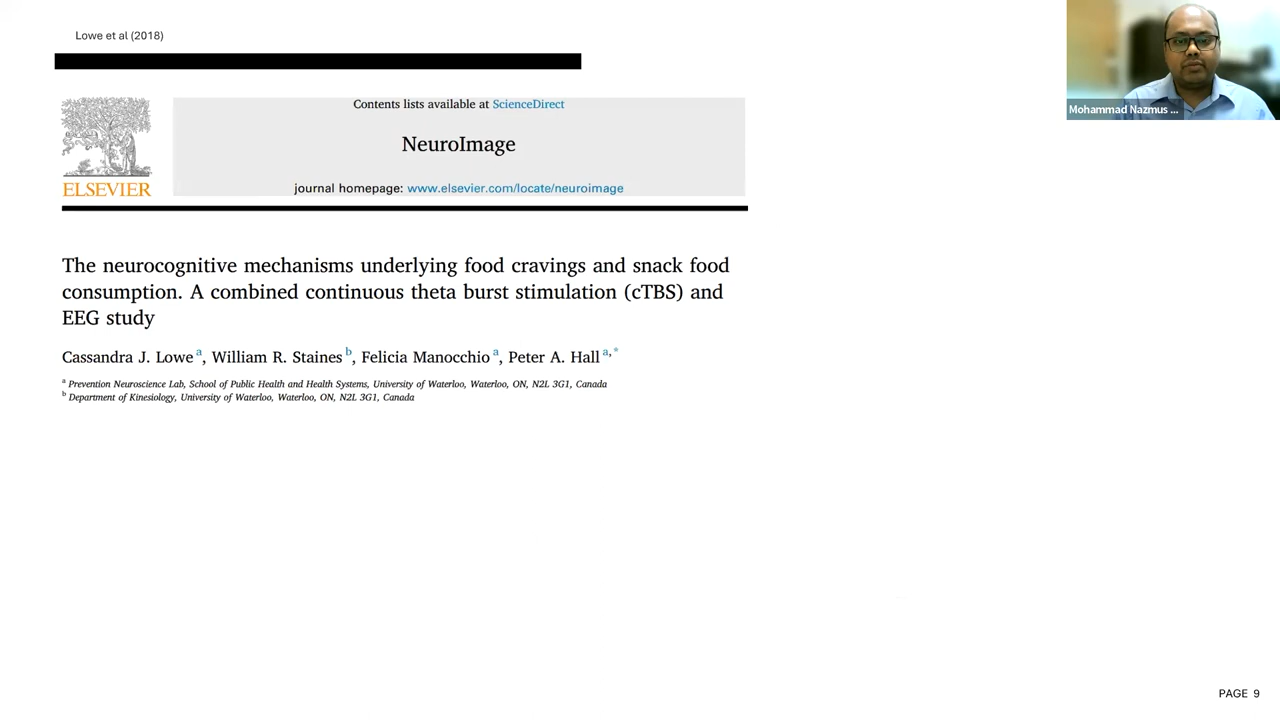 Lowe et al (2018)
Mohammad Nazmus ...
Contents lists available at ScienceDirect
NeuroImage
journal homepage: www.elsevier.com/locate/neuroimage
ELSEVIER
The neurocognitive mechanisms underlying food cravings and snack food
consumption. A combined continuous theta burst stimulation (cTBS) and
EEG study
Cassandra J. Lowe a, William R. Staines b, Felicia Manocchio a, Peter A. Hall a,*
a Prevention Neuroscience Lab, School of Public Health and Health Systems, University of Waterloo, Waterloo, ON, N2L 3G1, Canada
b Department of Kinesiology, University of Waterloo, Waterloo, ON, N2L 3G1, Canada
PAGE 9